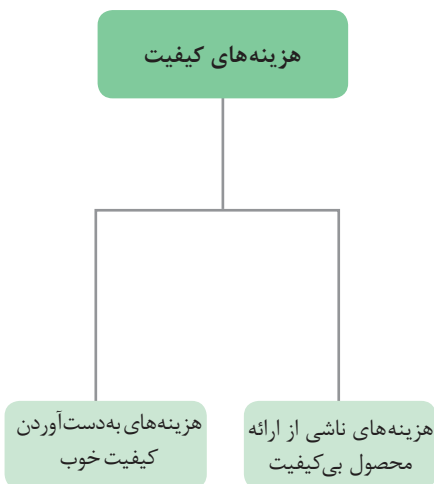 هزینه‌های کیفیت
هزینه‌های ناشی از ارائه
محصول بی‌کیفیت
هزینه‌های به‌دست‌آوردن
کیفیت خوب